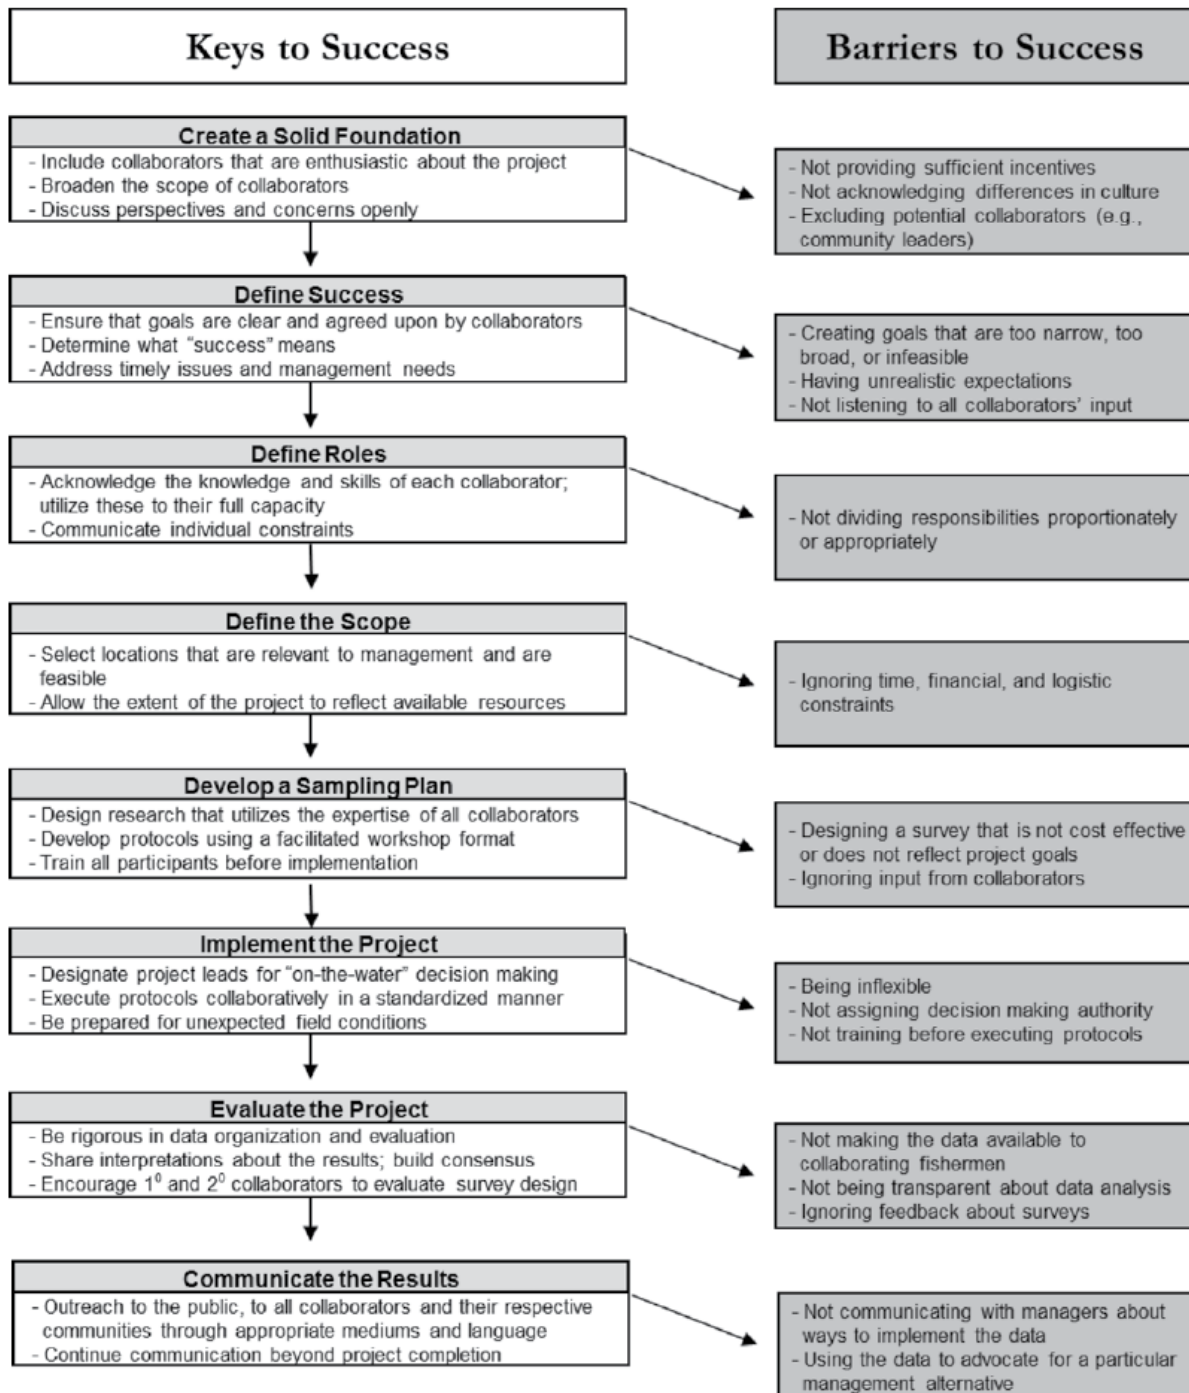 Keys to Success
Barriers to Success
Create a Solid Foundation
- Include collaborators that are enthusiastic about the project
- Broaden the scope of collaborators
- Discuss perspectives and concerns openly
- Not providing sufficient incentives
- Not acknowledging differences in culture
- Excluding potential collaborators (e.g.,
community leaders)
Define Success
- Ensure that goals are clear and agreed upon by collaborators
- Determine what “success” means
- Address timely issues and management needs
- Creating goals that are too narrow, too
broad, or infeasible
- Having unrealistic expectations
- Not listening to all collaborators’ input
Define Roles
- Acknowledge the knowledge and skills of each collaborator;
utilize these to their full capacity
- Communicate individual constraints
- Not dividing responsibilities proportionately
or appropriately
Define the Scope
- Select locations that are relevant to management and are
feasible
- Allow the extent of the project to reflect available resources
- Ignoring time, financial, and logistic
constraints
Develop a Sampling Plan
- Design research that utilizes the expertise of all collaborators
- Develop protocols using a facilitated workshop format
- Train all participants before implementation
- Designing a survey that is not cost effective
or does not reflect project goals
- Ignoring input from collaborators
Implement the Project
- Designate project leads for “on-the-water” decision making
- Execute protocols collaboratively in a standardized manner
- Be prepared for unexpected field conditions
- Being inflexible
- Not assigning decision making authority
- Not training before executing protocols
Evaluate the Project
- Be rigorous in data organization and evaluation
- Share interpretations about the results; build consensus
- Encourage 1⁰ and 2⁰ collaborators to evaluate survey design
- Not making the data available to
collaborating fishermen
- Not being transparent about data analysis
- Ignoring feedback about surveys
Communicate the Results
- Outreach to the public, to all collaborators and their respective
communities through appropriate mediums and language
- Continue communication beyond project completion
- Not communicating with managers about
ways to implement the data
- Using the data to advocate for a particular
management alternative